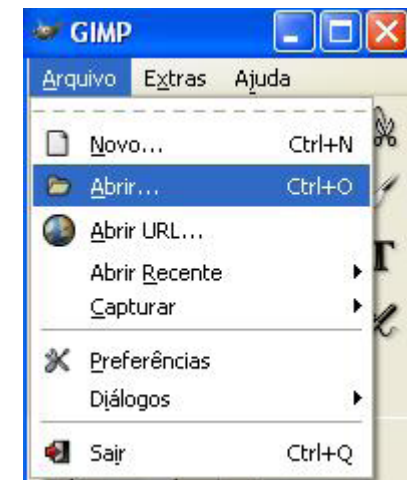 GIMP
Arquivo Extras Ajuda
Novo... Ctrl+N
Abrir... Ctrl+O
Abrir URL...
Abrir Recente
Capturar
Preferências
Diálogos
Sair Ctrl+Q
T